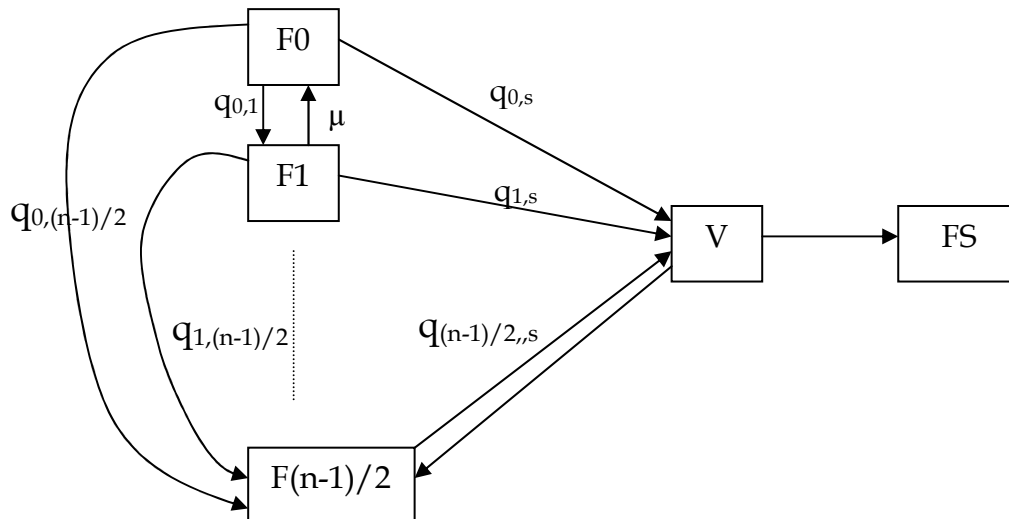 F0
q0,s
q0,1
μ
F1
q1,s
q0,(n-1)/2
V
FS
q1,(n-1)/2
q(n-1)/2,,s
F(n-1)/2